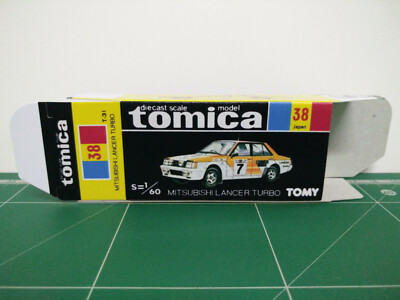 tomica
38
T-31
MITSUBISHI LANCER TURBO
diecast scale model
tomica
38
Japan
7
S=1/60
MITSUBISHI LANCER TURBO
TOMY